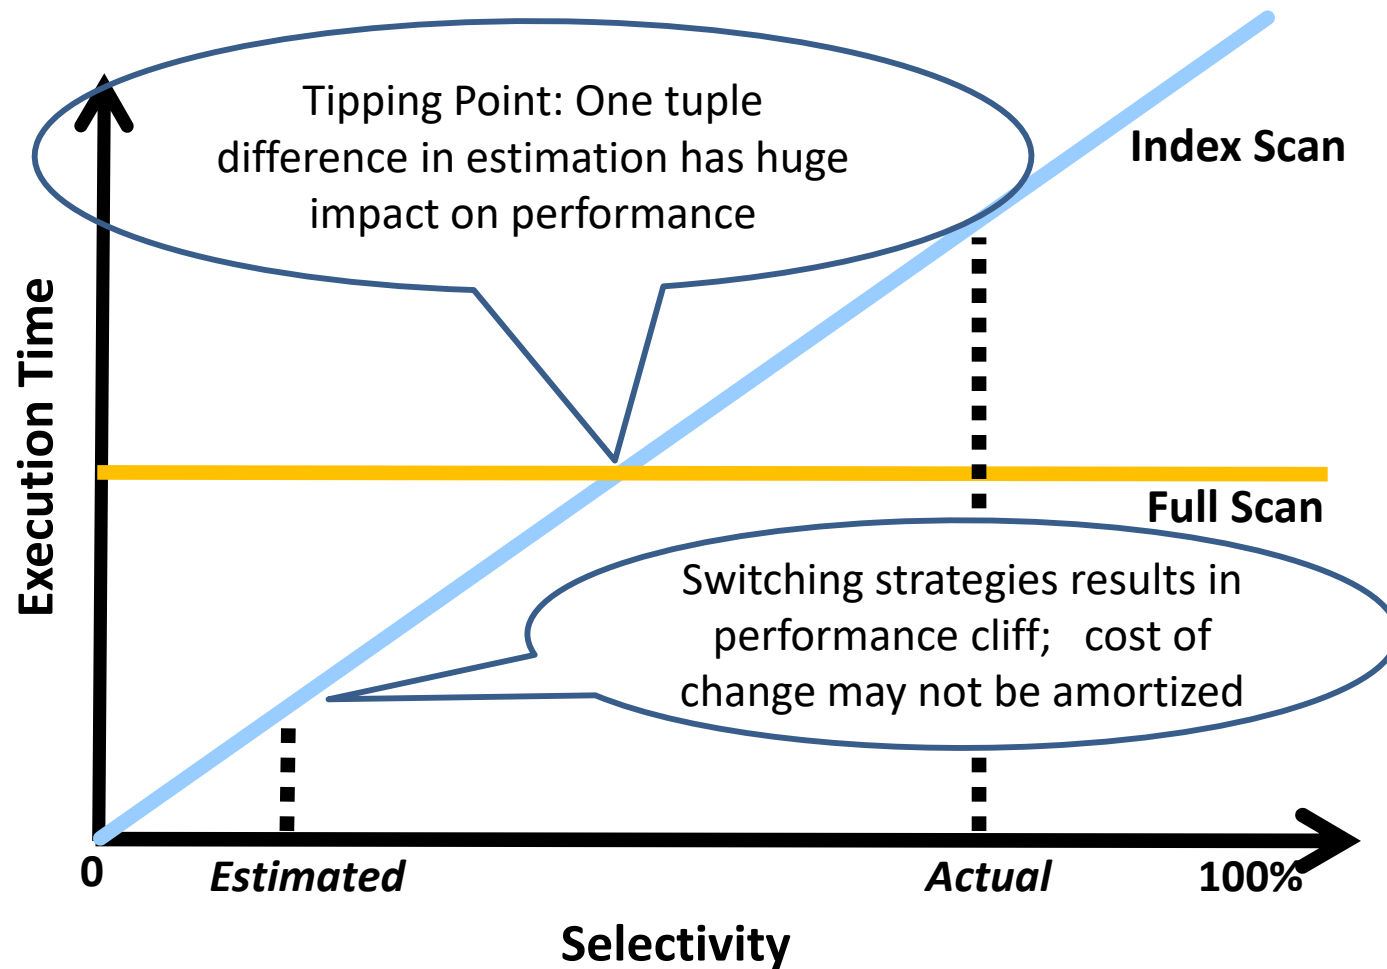 Tipping Point: One tuple
difference in estimation has huge
impact on performance
Index Scan
Execution Time
Full Scan
Switching strategies results in
performance cliff;   cost of
change may not be amortized
0
Estimated
Actual
100%
Selectivity